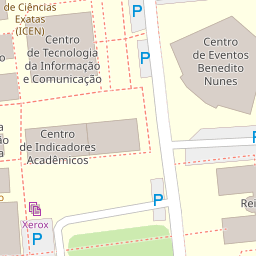 de Ciências
Exatas
(ICEN)
Centro
de Tecnologia
da Informação
e Comunicação
P
P
Centro
de Eventos
Benedito
Nunes
Centro
de Indicadores
Acadêmicos
P
P
Xerox
P
P
Rei